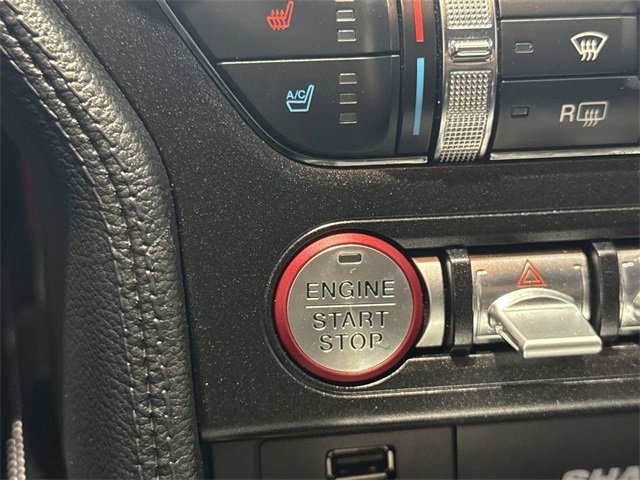 A/C
R
ENGINE
START
STOP